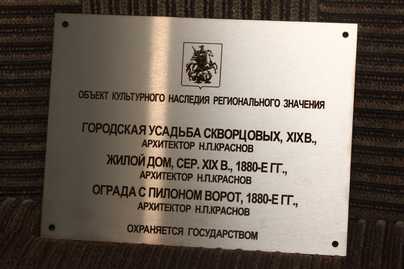 ОБЪЕКТ КУЛЬТУРНОГО НАСЛЕДИЯ РЕГИОНАЛЬНОГО ЗНАЧЕНИЯ
ГОРОДСКАЯ УСАДЬБА СКВОРЦОВЫХ, XIXВ.,
АРХИТЕКТОР Н.П.КРАСНОВ
ЖИЛОЙ ДОМ, СЕР. XIX В., 1880-Е ГГ.,
АРХИТЕКТОР Н.П.КРАСНОВ
ОГРАДА С ПИЛОНОМ ВОРОТ, 1880-Е ГГ.,
АРХИТЕКТОР Н.П.КРАСНОВ
ОХРАНЯЕТСЯ ГОСУДАРСТВОМ